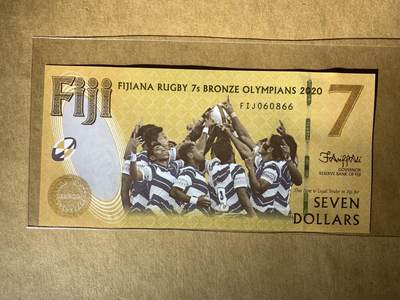 Fiji
FIJIANA RUGBY 7s BRONZE OLYMPIANS 2020
FIJ060866
7
GOVERNOR
RESERVE BANK OF FIJI
This Note is Legal Tender in Fiji for
SEVEN
DOLLARS